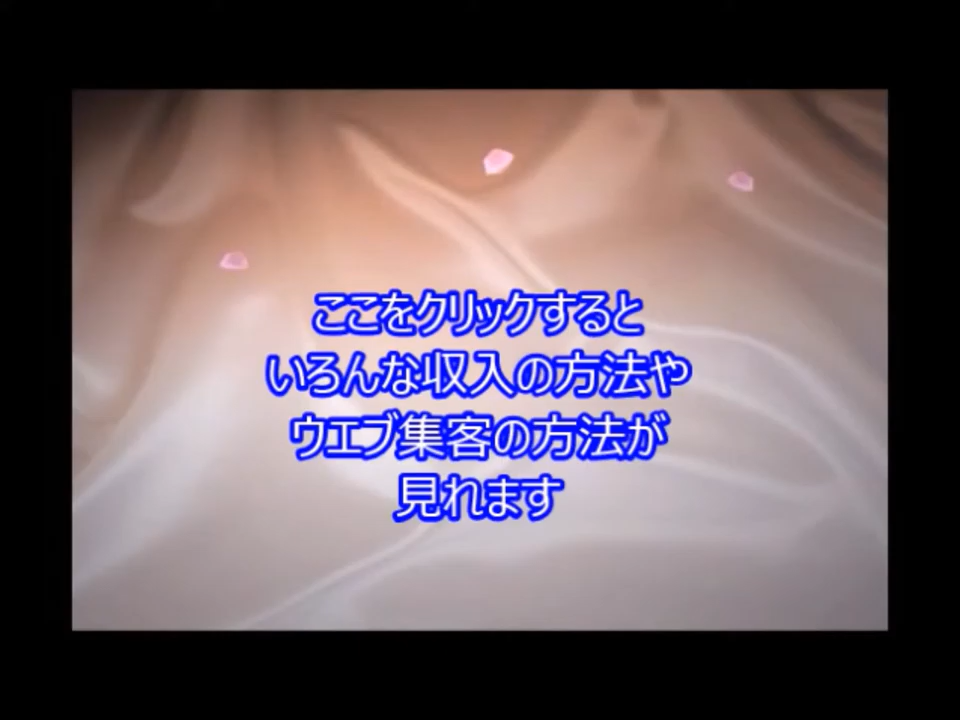 ここをクリックすると
いろんな収入の方法や
ウエブ集客の方法が
見れます